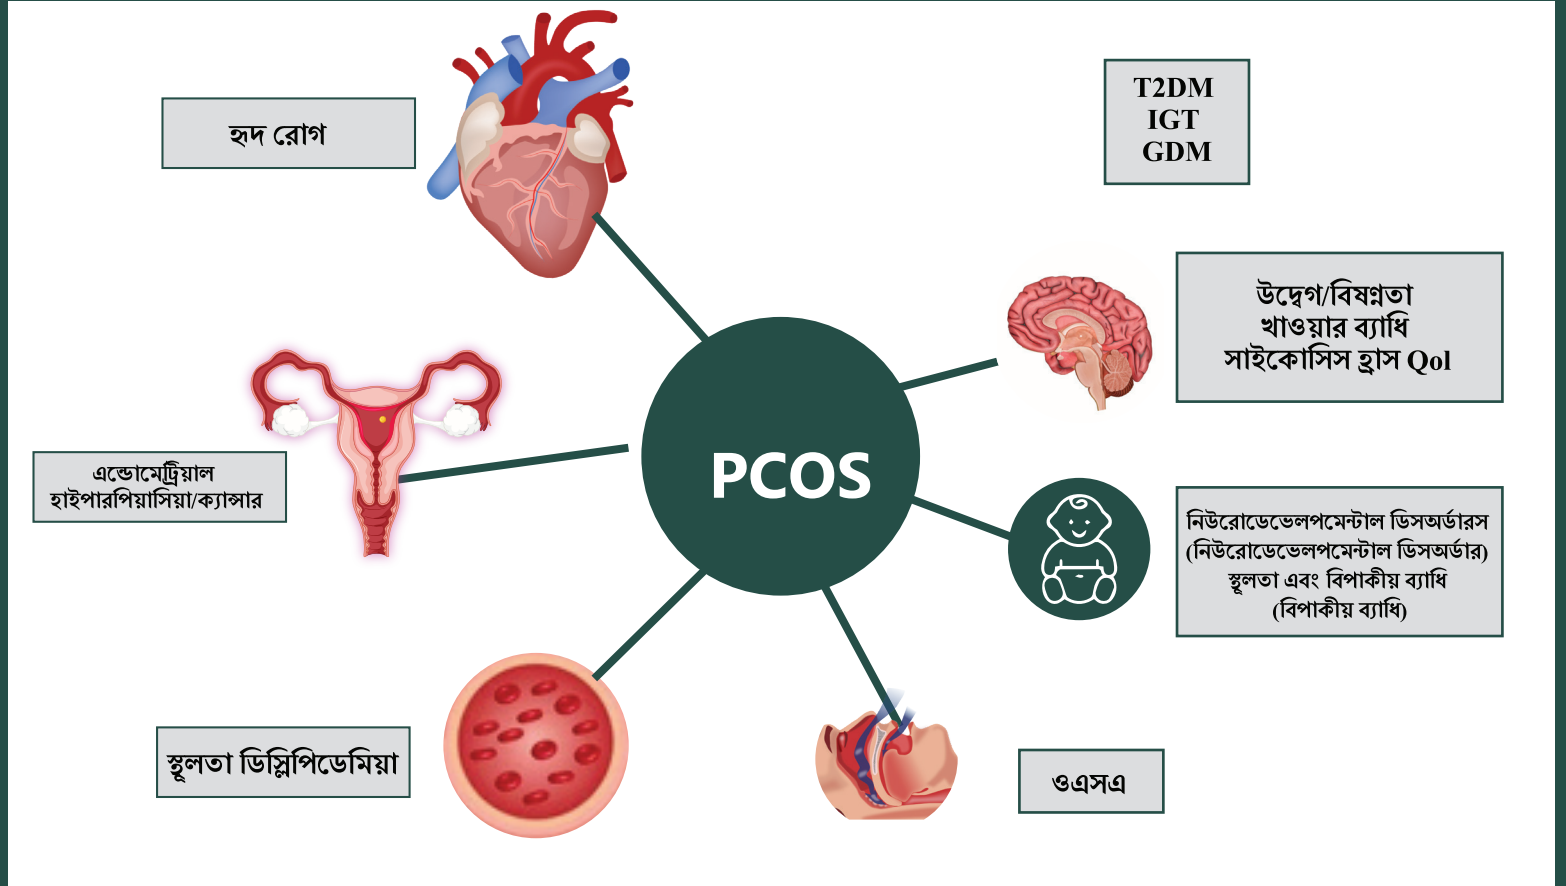 হৃদ রোগ
T2DM
IGT
GDM
উদ্বেগ/বিষণ্নতা
খাওয়ার ব্যাধি
সাইকোসিস হ্রাস Qol
PCOS
এন্ডোমেট্রিয়াল
হাইপারপিয়াসিয়া/ক্যান্সার
নিউরোডেভেলপমেন্টাল ডিসঅর্ডারস
(নিউরোডেভেলপমেন্টাল ডিসঅর্ডার)
স্থূলতা এবং বিপাকীয় ব্যাধি
(বিপাকীয় ব্যাধি)
স্থূলতা ডিস্লিপিডেমিয়া
ওএসএ